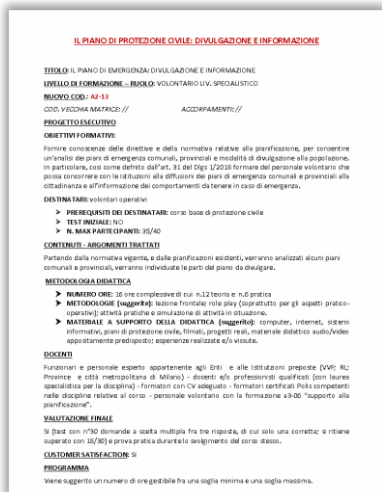 IL PIANO DI PROTEZIONE CIVILE: DIVULGAZIONE E INFORMAZIONE
TITOLO: IL PIANO DI EMERGENZA: DIVULGAZIONE E INFORMAZIONE
LIVELLO DI FORMAZIONE – RUOLO: VOLONTARIO LIV. SPECIALISTICO
NUOVO COD.: A2-13
COD. VECCHIA MATRICE: // ACCORPAMENTI: //
PROGETTO ESECUTIVO
OBIETTIVI FORMATIVI:
Fornire conoscenze delle direttive e della normativa relative alla pianificazione, per consentire
un'analisi dei piani di emergenza comunali, provinciali e modalità di divulgazione alla popolazione.
In particolare, così come definito dall'art. 31 del Dlgs 1/2018 formare del personale volontario che
possa concorrere con le Istituzioni alla diffusioni dei piani di emergenza comunali e provinciali alla
cittadinanza e all'informazione dei comportamenti da tenere in caso di emergenza.
DESTINATARI: volontari operativi
➤ PREREQUISITI DEI DESTINATARI: corso base di protezione civile
➤ TEST INIZIALE: NO
➤ N. MAX PARTECIPANTI: 35/40
CONTENUTI - ARGOMENTI TRATTATI
Partendo dalla normativa vigente, e dalle pianificazioni esistenti, verranno analizzati alcuni piani
comunali e provinciali, verranno individuate le parti del piano da divulgare.
METODOLOGIA DIDATTICA
➤ NUMERO ORE: 16 ore complessive di cui n.12 teoria e n.6 pratica
➤ METODOLOGIE (suggerite): lezione frontale; role play (soprattutto per gli aspetti pratico-
operativi); attività pratiche e simulazione di attività in situazione.
➤ MATERIALE A SUPPORTO DELLA DIDATTICA (suggerito): computer, internet, sistemi
informativi, piani di protezione civile, filmati, progetti reali, materiale didattico audio/video
appositamente predisposto; esperienze realizzate e/o vissute.
DOCENTI
Funzionari e personale esperto appartenente agli Enti e alle Istituzioni preposte (VVF; RL;
Province e città metropolitana di Milano) - docenti e/o professionisti qualificati (con laurea
specialistica per la disciplina) - formatori con CV adeguato - formatori certificati Polis competenti
nelle discipline relative al corso - personale volontario con la formazione a3-06 "supporto alla
pianificazione".
VALUTAZIONE FINALE
SI (test con n°30 domande a scelta multipla fra tre risposte, di cui solo una corretta; si ritiene
superato con 18/30) e prova pratica durante lo svolgimento del corso stesso.
CUSTOMER SATISFACTION: SI
PROGRAMMA
Viene suggerito un numero di ore gestibile fra una soglia minima e una soglia massima.